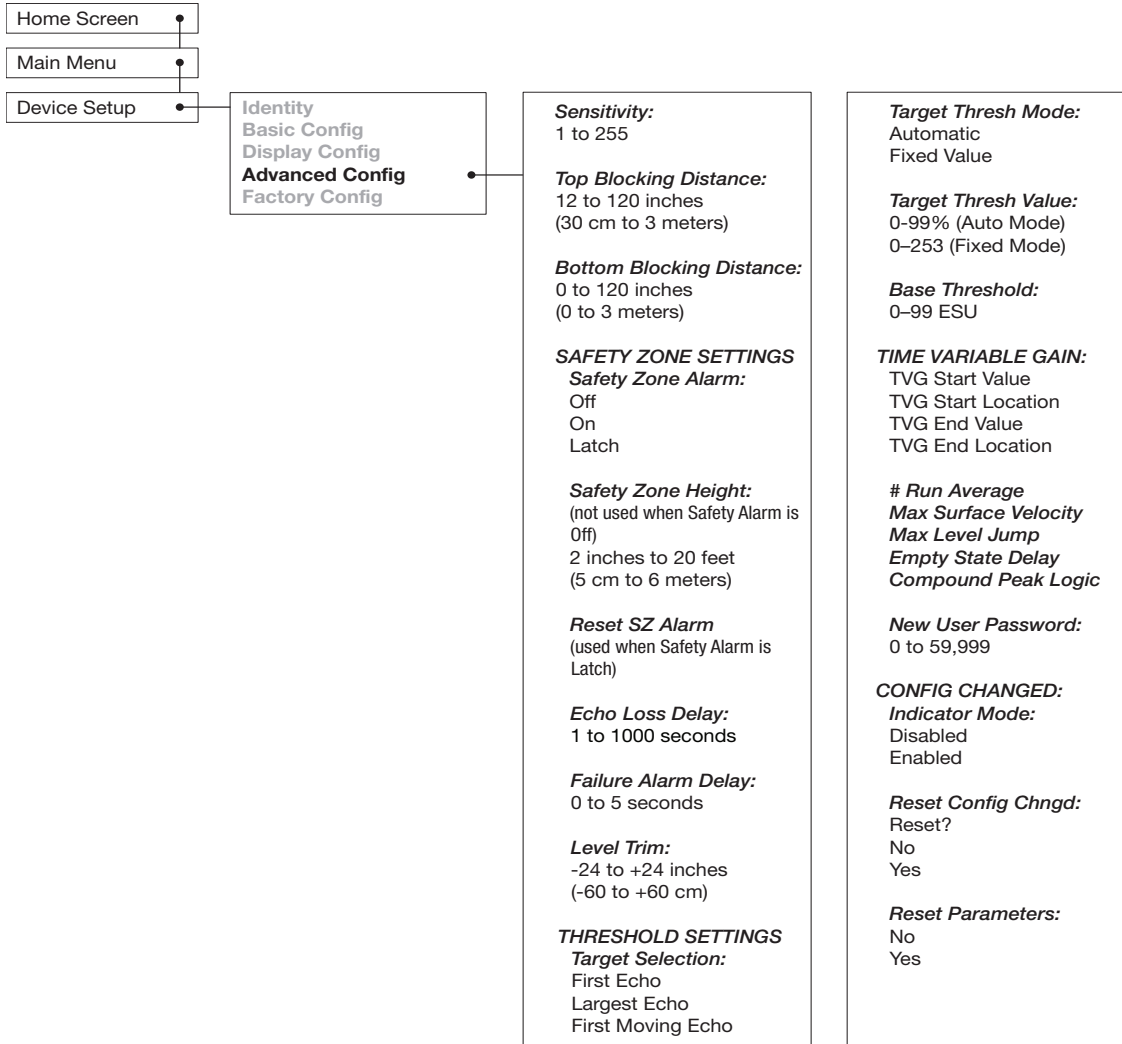 Home Screen
Main Menu
Device Setup
Identity
Basic Config
Display Config
Advanced Config
Factory Config
Sensitivity:
1 to 255
Top Blocking Distance:
12 to 120 inches
(30 cm to 3 meters)
Bottom Blocking Distance:
0 to 120 inches
(0 to 3 meters)
SAFETY ZONE SETTINGS
Safety Zone Alarm:
Off
On
Latch
Safety Zone Height:
(not used when Safety Alarm is
Off)
2 inches to 20 feet
(5 cm to 6 meters)
Reset SZ Alarm
(used when Safety Alarm is
Latch)
Echo Loss Delay:
1 to 1000 seconds
Failure Alarm Delay:
0 to 5 seconds
Level Trim:
-24 to +24 inches
(-60 to +60 cm)
THRESHOLD SETTINGS
Target Selection:
First Echo
Largest Echo
First Moving Echo
Target Thresh Mode:
Automatic
Fixed Value
Target Thresh Value:
0-99% (Auto Mode)
0–253 (Fixed Mode)
Base Threshold:
0–99 ESU
TIME VARIABLE GAIN:
TVG Start Value
TVG Start Location
TVG End Value
TVG End Location
# Run Average
Max Surface Velocity
Max Level Jump
Empty State Delay
Compound Peak Logic
New User Password:
0 to 59,999
CONFIG CHANGED:
Indicator Mode:
Disabled
Enabled
Reset Config Chngd:
Reset?
No
Yes
Reset Parameters:
No
Yes